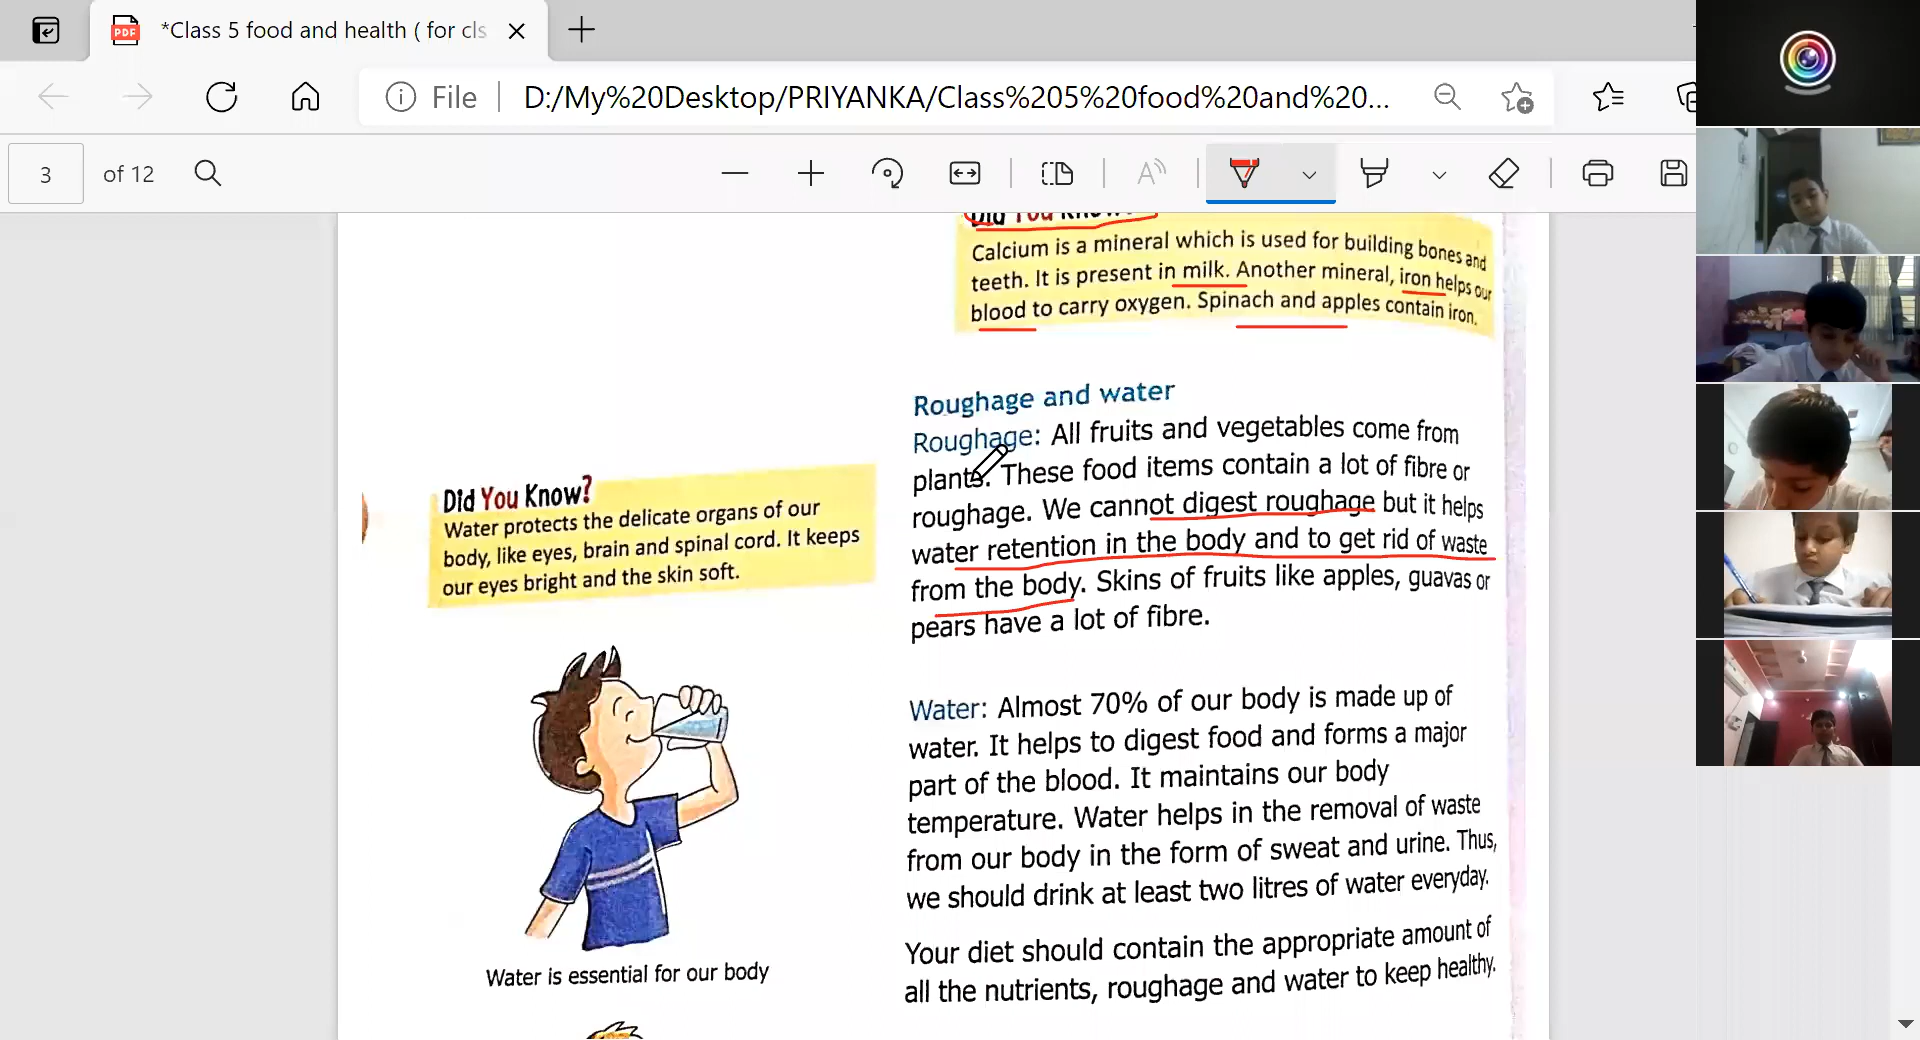 *Class 5 food and health ( for cls
File
D:/My%20Desktop/PRIYANKA/Class%205%20food%20and%20...
3 of 12
Did You Know?
Calcium is a mineral which is used for building bones and
teeth. It is present in milk. Another mineral, iron helps our
blood to carry oxygen. Spinach and apples contain iron.
Roughage and water
Roughage: All fruits and vegetables come from
plants. These food items contain a lot of fibre or
roughage. We cannot digest roughage but it helps
water retention in the body and to get rid of waste
from the body. Skins of fruits like apples, guavas or
pears have a lot of fibre.
Did You Know?
Water protects the delicate organs of our
body, like eyes, brain and spinal cord. It keeps
our eyes bright and the skin soft.
Water: Almost 70% of our body is made up of
water. It helps to digest food and forms a major
part of the blood. It maintains our body
temperature. Water helps in the removal of waste
from our body in the form of sweat and urine. Thus,
we should drink at least two litres of water everyday.
Water is essential for our body
Your diet should contain the appropriate amount of
all the nutrients, roughage and water to keep healthy.